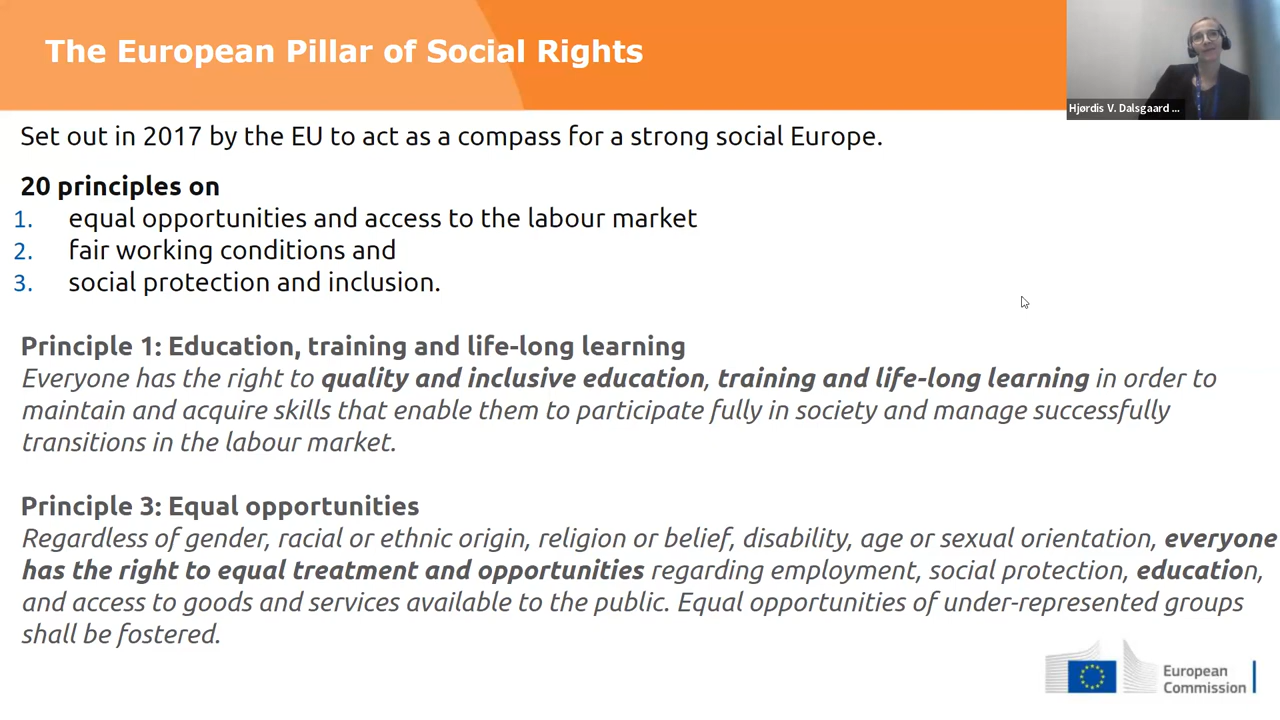 The European Pillar of Social Rights
Hjørdis V. Dalsgaard ...
Set out in 2017 by the EU to act as a compass for a strong social Europe.
20 principles on
1. equal opportunities and access to the labour market
2. fair working conditions and
3. social protection and inclusion.
Principle 1: Education, training and life-long learning
Everyone has the right to quality and inclusive education, training and life-long learning in order to
maintain and acquire skills that enable them to participate fully in society and manage successfully
transitions in the labour market.
Principle 3: Equal opportunities
Regardless of gender, racial or ethnic origin, religion or belief, disability, age or sexual orientation, everyone
has the right to equal treatment and opportunities regarding employment, social protection, education,
and access to goods and services available to the public. Equal opportunities of under-represented groups
shall be fostered.
European
Commission